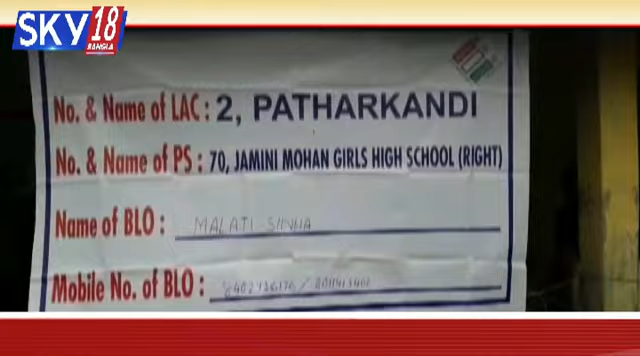 SKY 18
BANGLA
No. & Name of LAC : 2, PATHARKANDI
No. & Name of PS : 70, JAMINI MOHAN GIRLS HIGH SCHOOL (RIGHT)
Name of BLO : MALATI SINHA
Mobile No. of BLO :